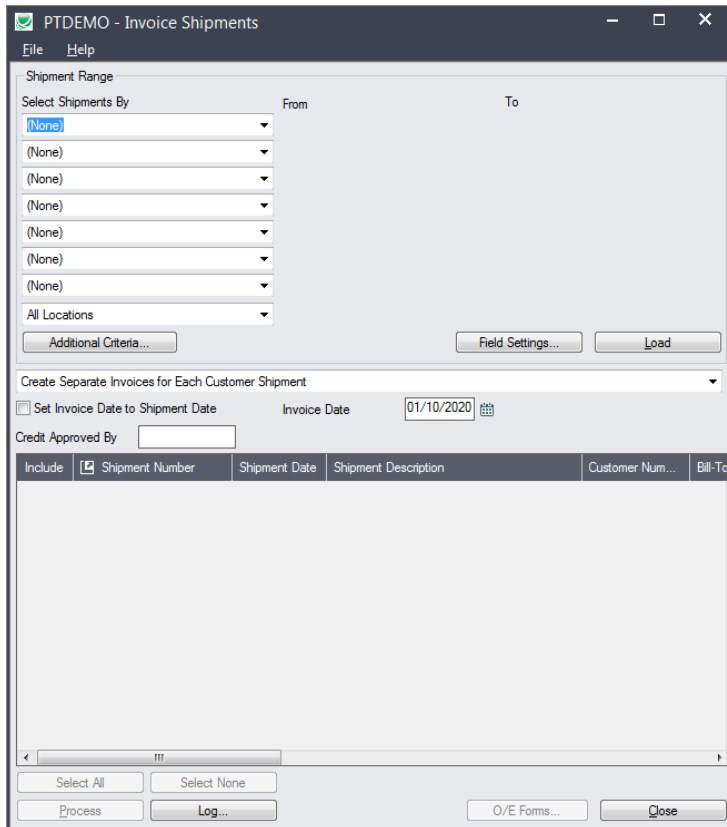 PTDEMO - Invoice Shipments
File Help
Shipment Range
Select Shipments By From To
(None)
(None)
(None)
(None)
(None)
(None)
(None)
All Locations
Additional Criteria... Field Settings... Load
Create Separate Invoices for Each Customer Shipment
Set Invoice Date to Shipment Date Invoice Date 01/10/2020
Credit Approved By
Include Shipment Number Shipment Date Shipment Description Customer Num... Bill-To
Select All Select None
Process Log... O/E Forms... Close